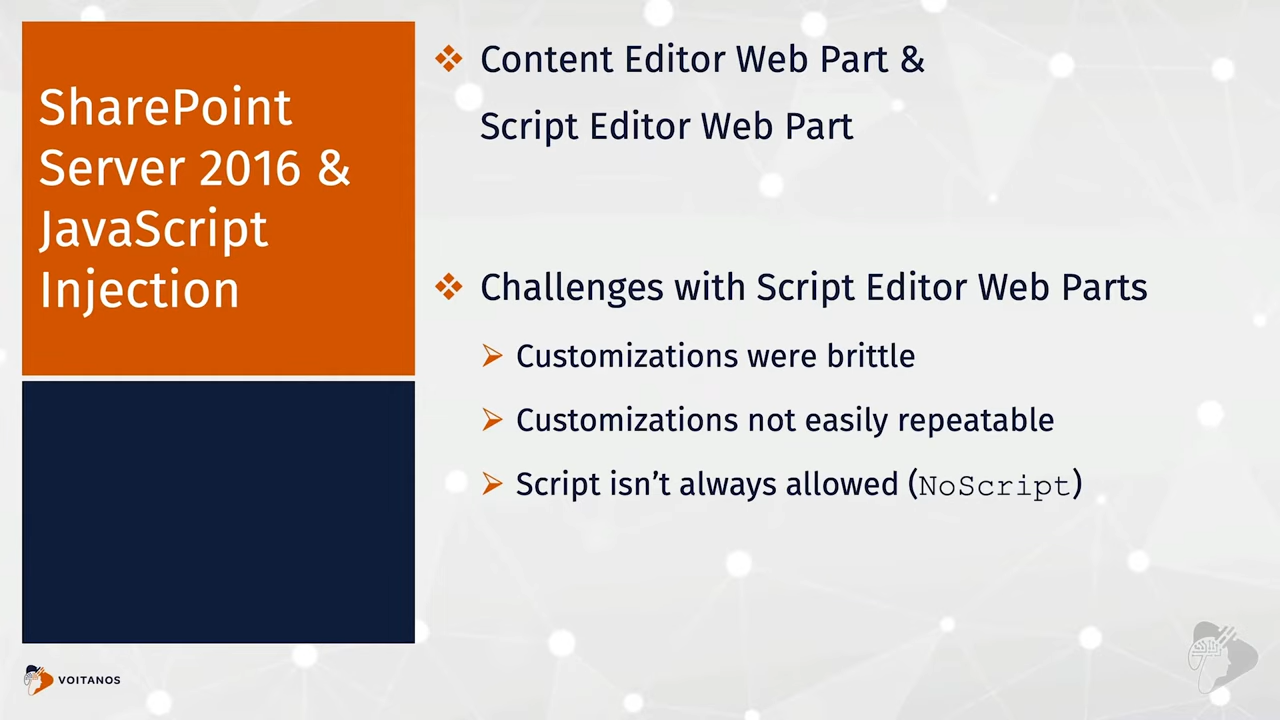 SharePoint
Server 2016 &
JavaScript
Injection
Content Editor Web Part &
Script Editor Web Part
Challenges with Script Editor Web Parts
Customizations were brittle
Customizations not easily repeatable
Script isn’t always allowed (NoScript)
VOITANOS